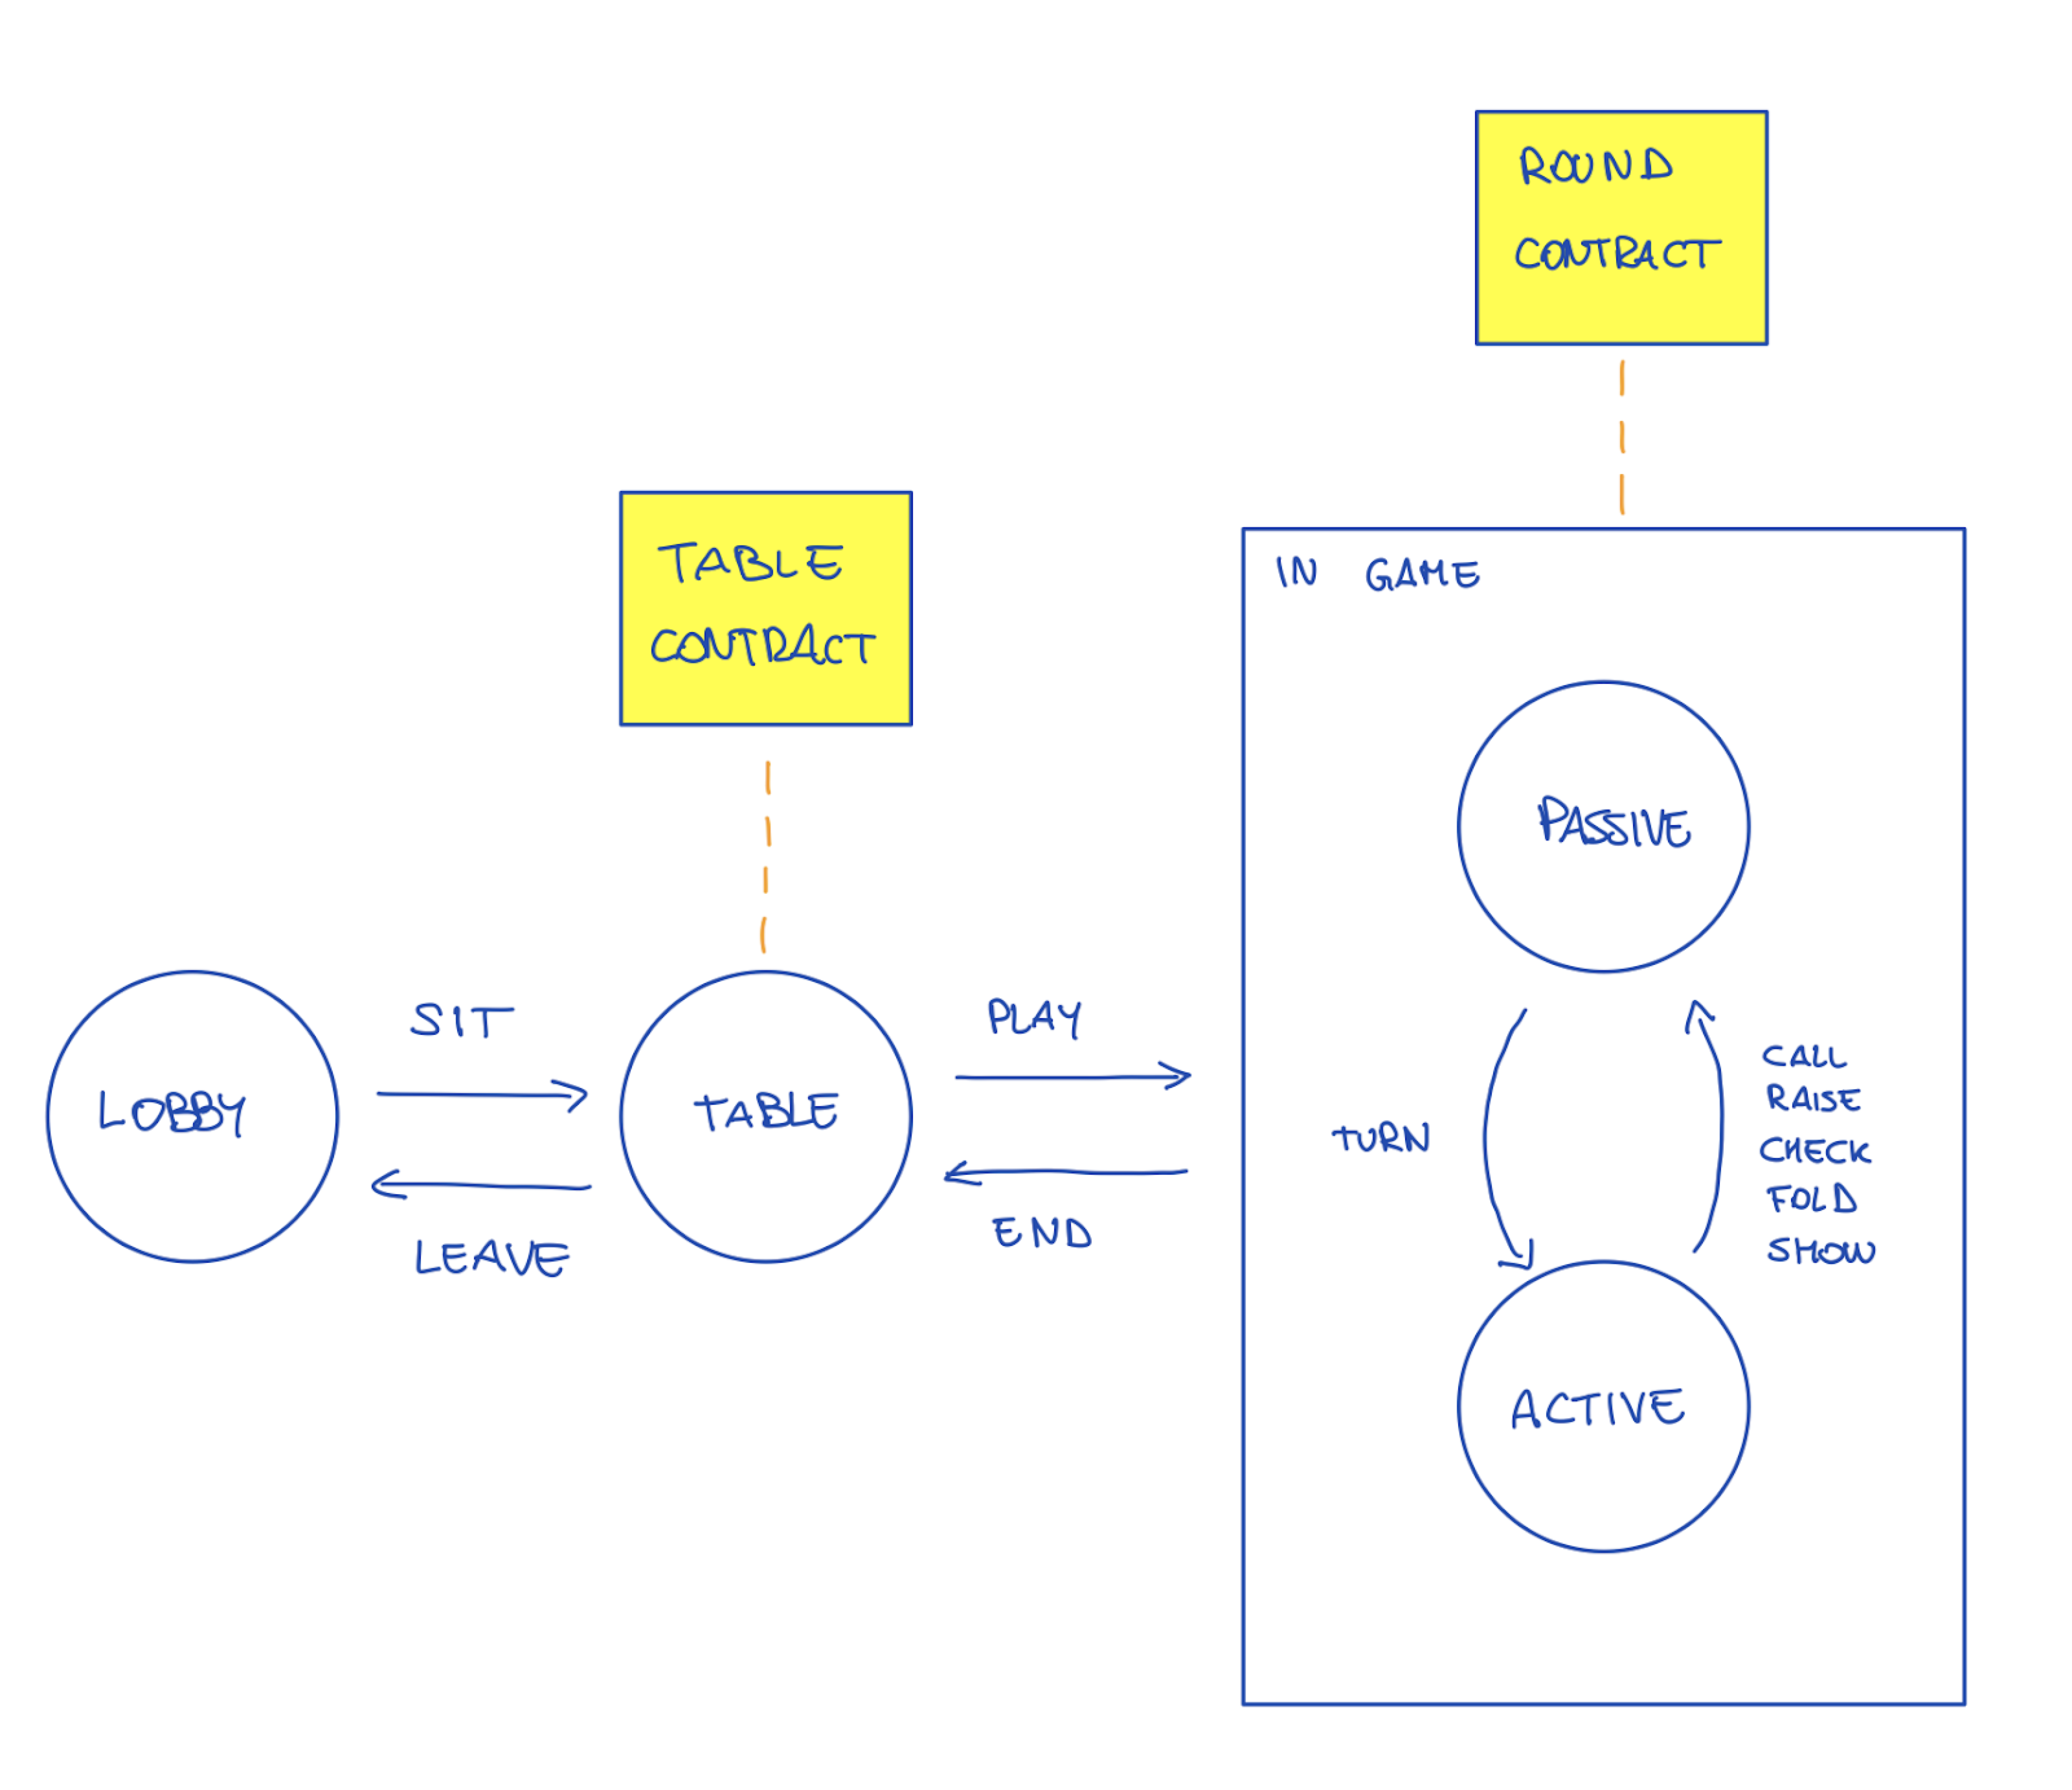 ROUND
CONTRACT
TABLE
CONTRACT
IN GAME
PASSIVE
LOBBY
SIT
LEAVE
TABLE
PLAY
END
TURN
CALL
RAISE
CHECK
FOLD
SHOW
ACTIVE